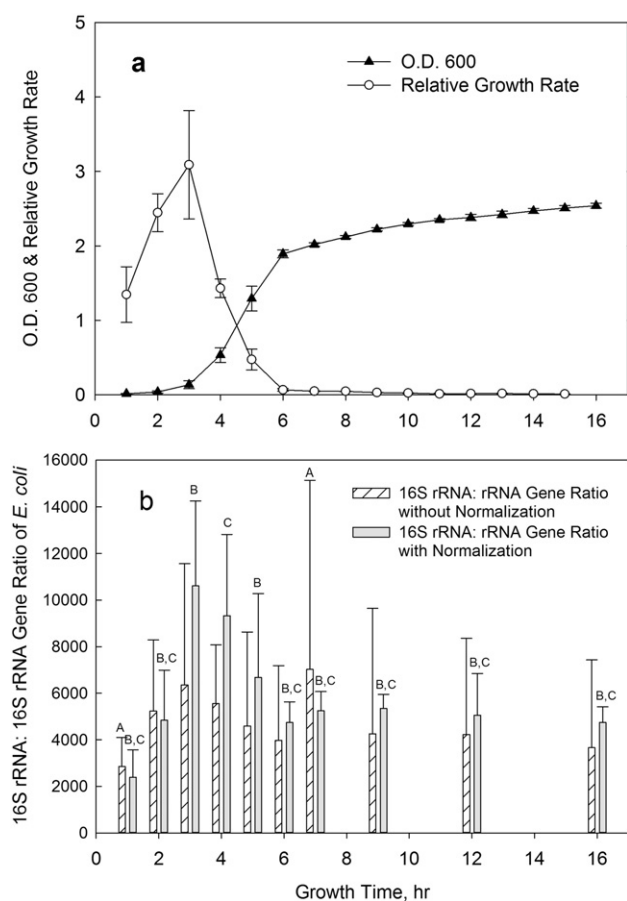 5
4
3
2
1
0
O.D. 600 & Relative Growth Rate
a
O.D. 600
Relative Growth Rate
0 2 4 6 8 10 12 14 16
16000
14000
12000
10000
8000
6000
4000
2000
0
16S rRNA: 16S rRNA Gene Ratio of E. coli
b
16S rRNA: rRNA Gene Ratio
without Normalization
16S rRNA: rRNA Gene Ratio
with Normalization
A
B,C
B,C
B
C
B
B,C
A
B,C
B,C
B,C
B,C
0 2 4 6 8 10 12 14 16
Growth Time, hr